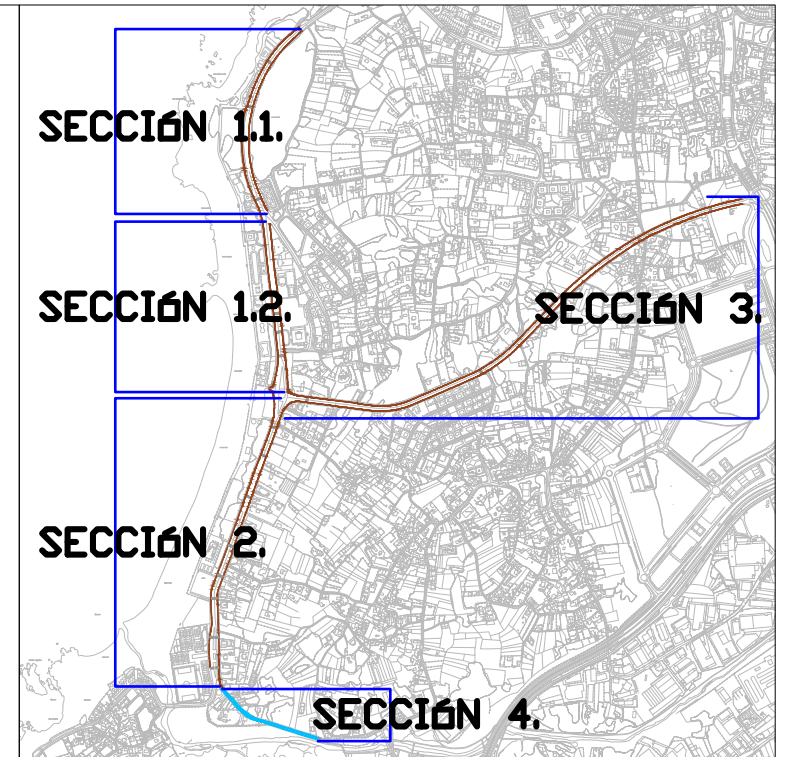 SECCIóN 1.1.
SECCIóN 1.2.
SECCIóN 3.
SECCIóN 2.
SECCIóN 4.